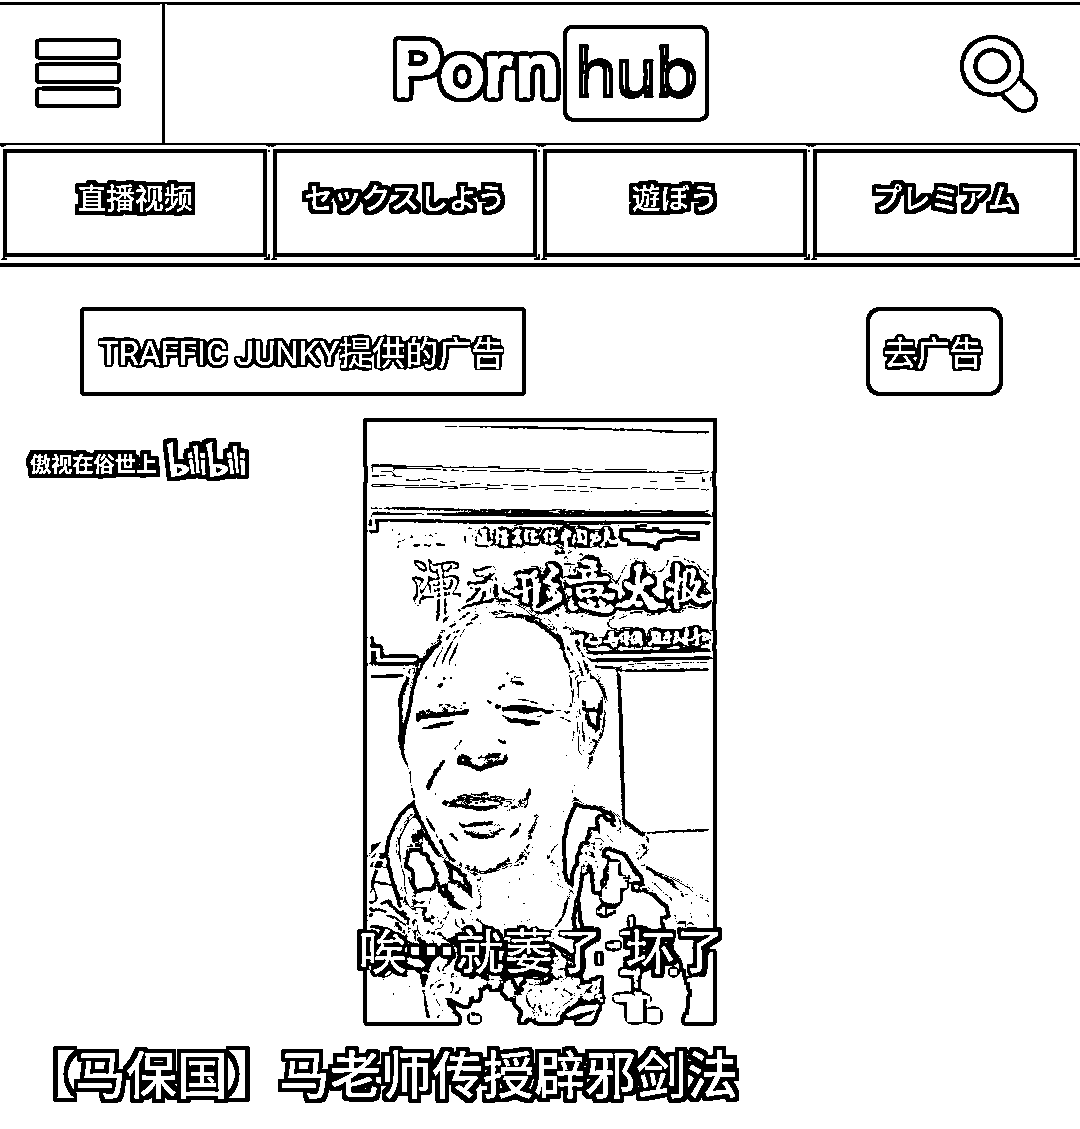 Porn hub
直播视频
セックスしよう
遊ぼう
プレミアム
TRAFFIC JUNKY提供的广告
去广告
傲视在俗世上 bilibili
浑元形意太极
唉…就萎了 坏了
【马保国】马老师传授辟邪剑法